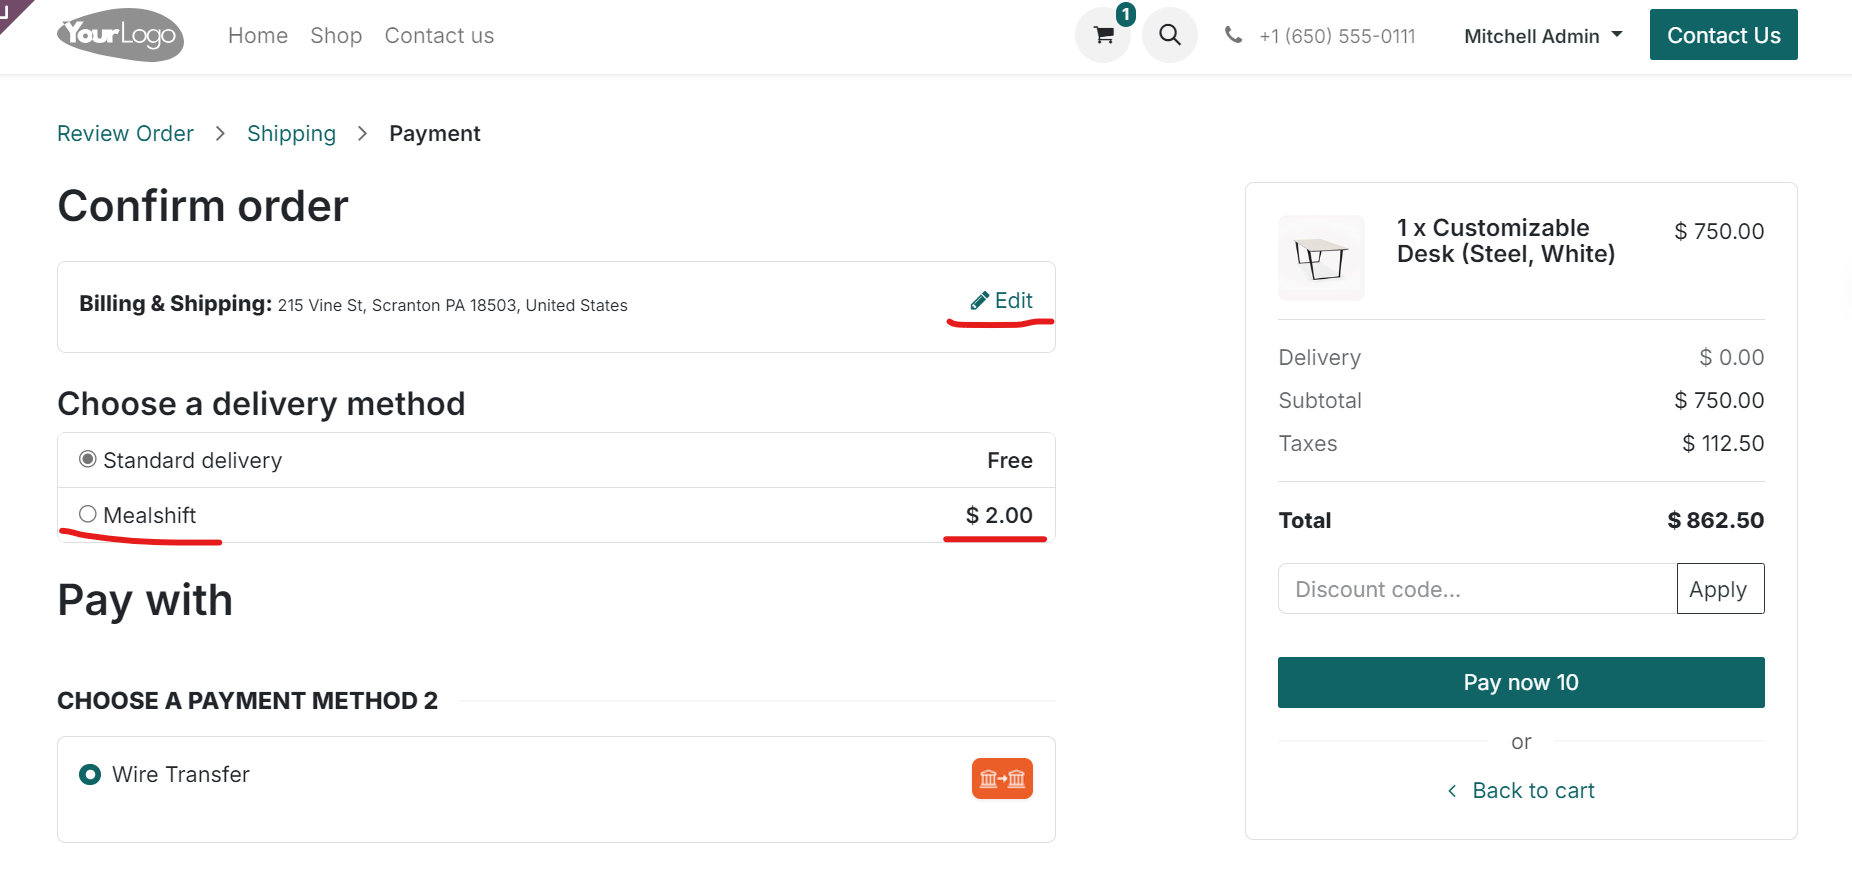 YourLogo
Home Shop Contact us
1
+1 (650) 555-0111
Mitchell Admin
Contact Us
Review Order > Shipping > Payment
Confirm order
Billing & Shipping: 215 Vine St, Scranton PA 18503, United States
Edit
Choose a delivery method
Standard delivery Free
Mealshift $ 2.00
Pay with
CHOOSE A PAYMENT METHOD 2
Wire Transfer
1 x Customizable
Desk (Steel, White)
$ 750.00
Delivery $ 0.00
Subtotal $ 750.00
Taxes $ 112.50
Total $ 862.50
Discount code... Apply
Pay now 10
or
< Back to cart